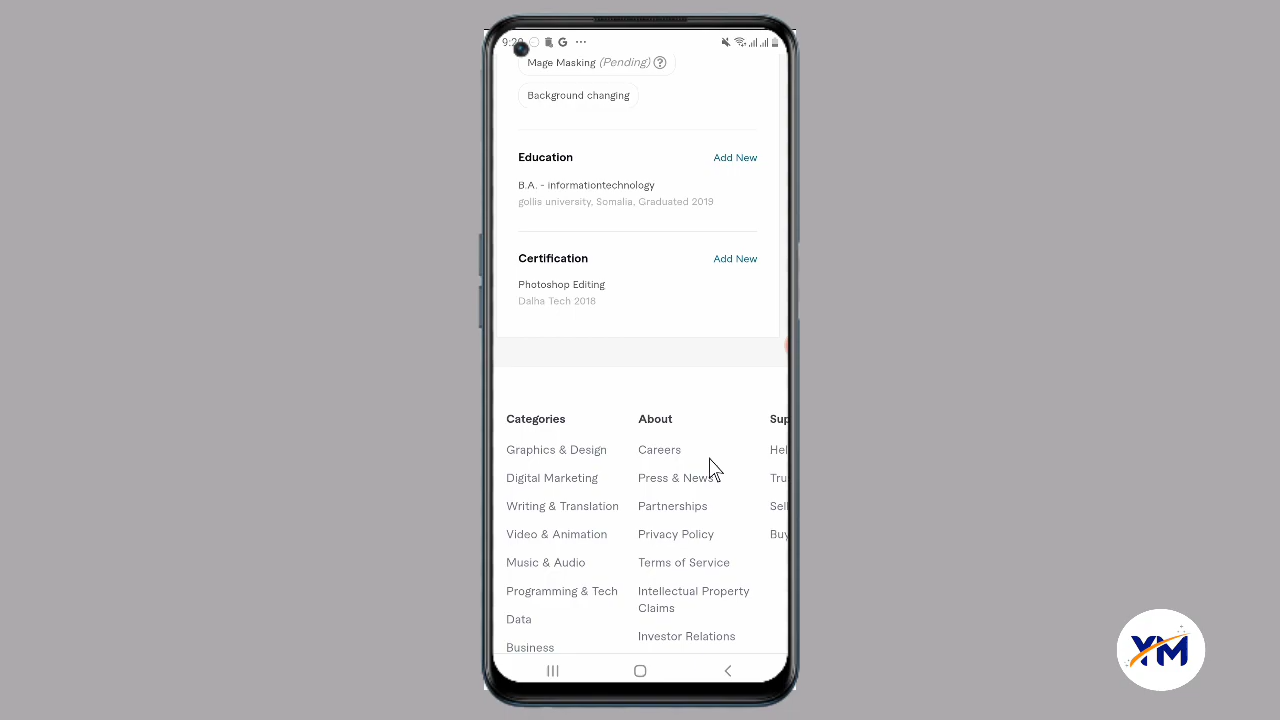 9:20
Mage Masking (Pending) ?
Background changing
Education
Add New
B.A. - informationtechnology
gollis university, Somalia, Graduated 2019
Certification
Add New
Photoshop Editing
Dalha Tech 2018
Categories
About
Sup
Graphics & Design
Careers
Hel
Digital Marketing
Press & News
Tru
Writing & Translation
Partnerships
Sell
Video & Animation
Privacy Policy
Buy
Music & Audio
Terms of Service
Programming & Tech
Intellectual Property
Claims
Data
Investor Relations
Business
YM